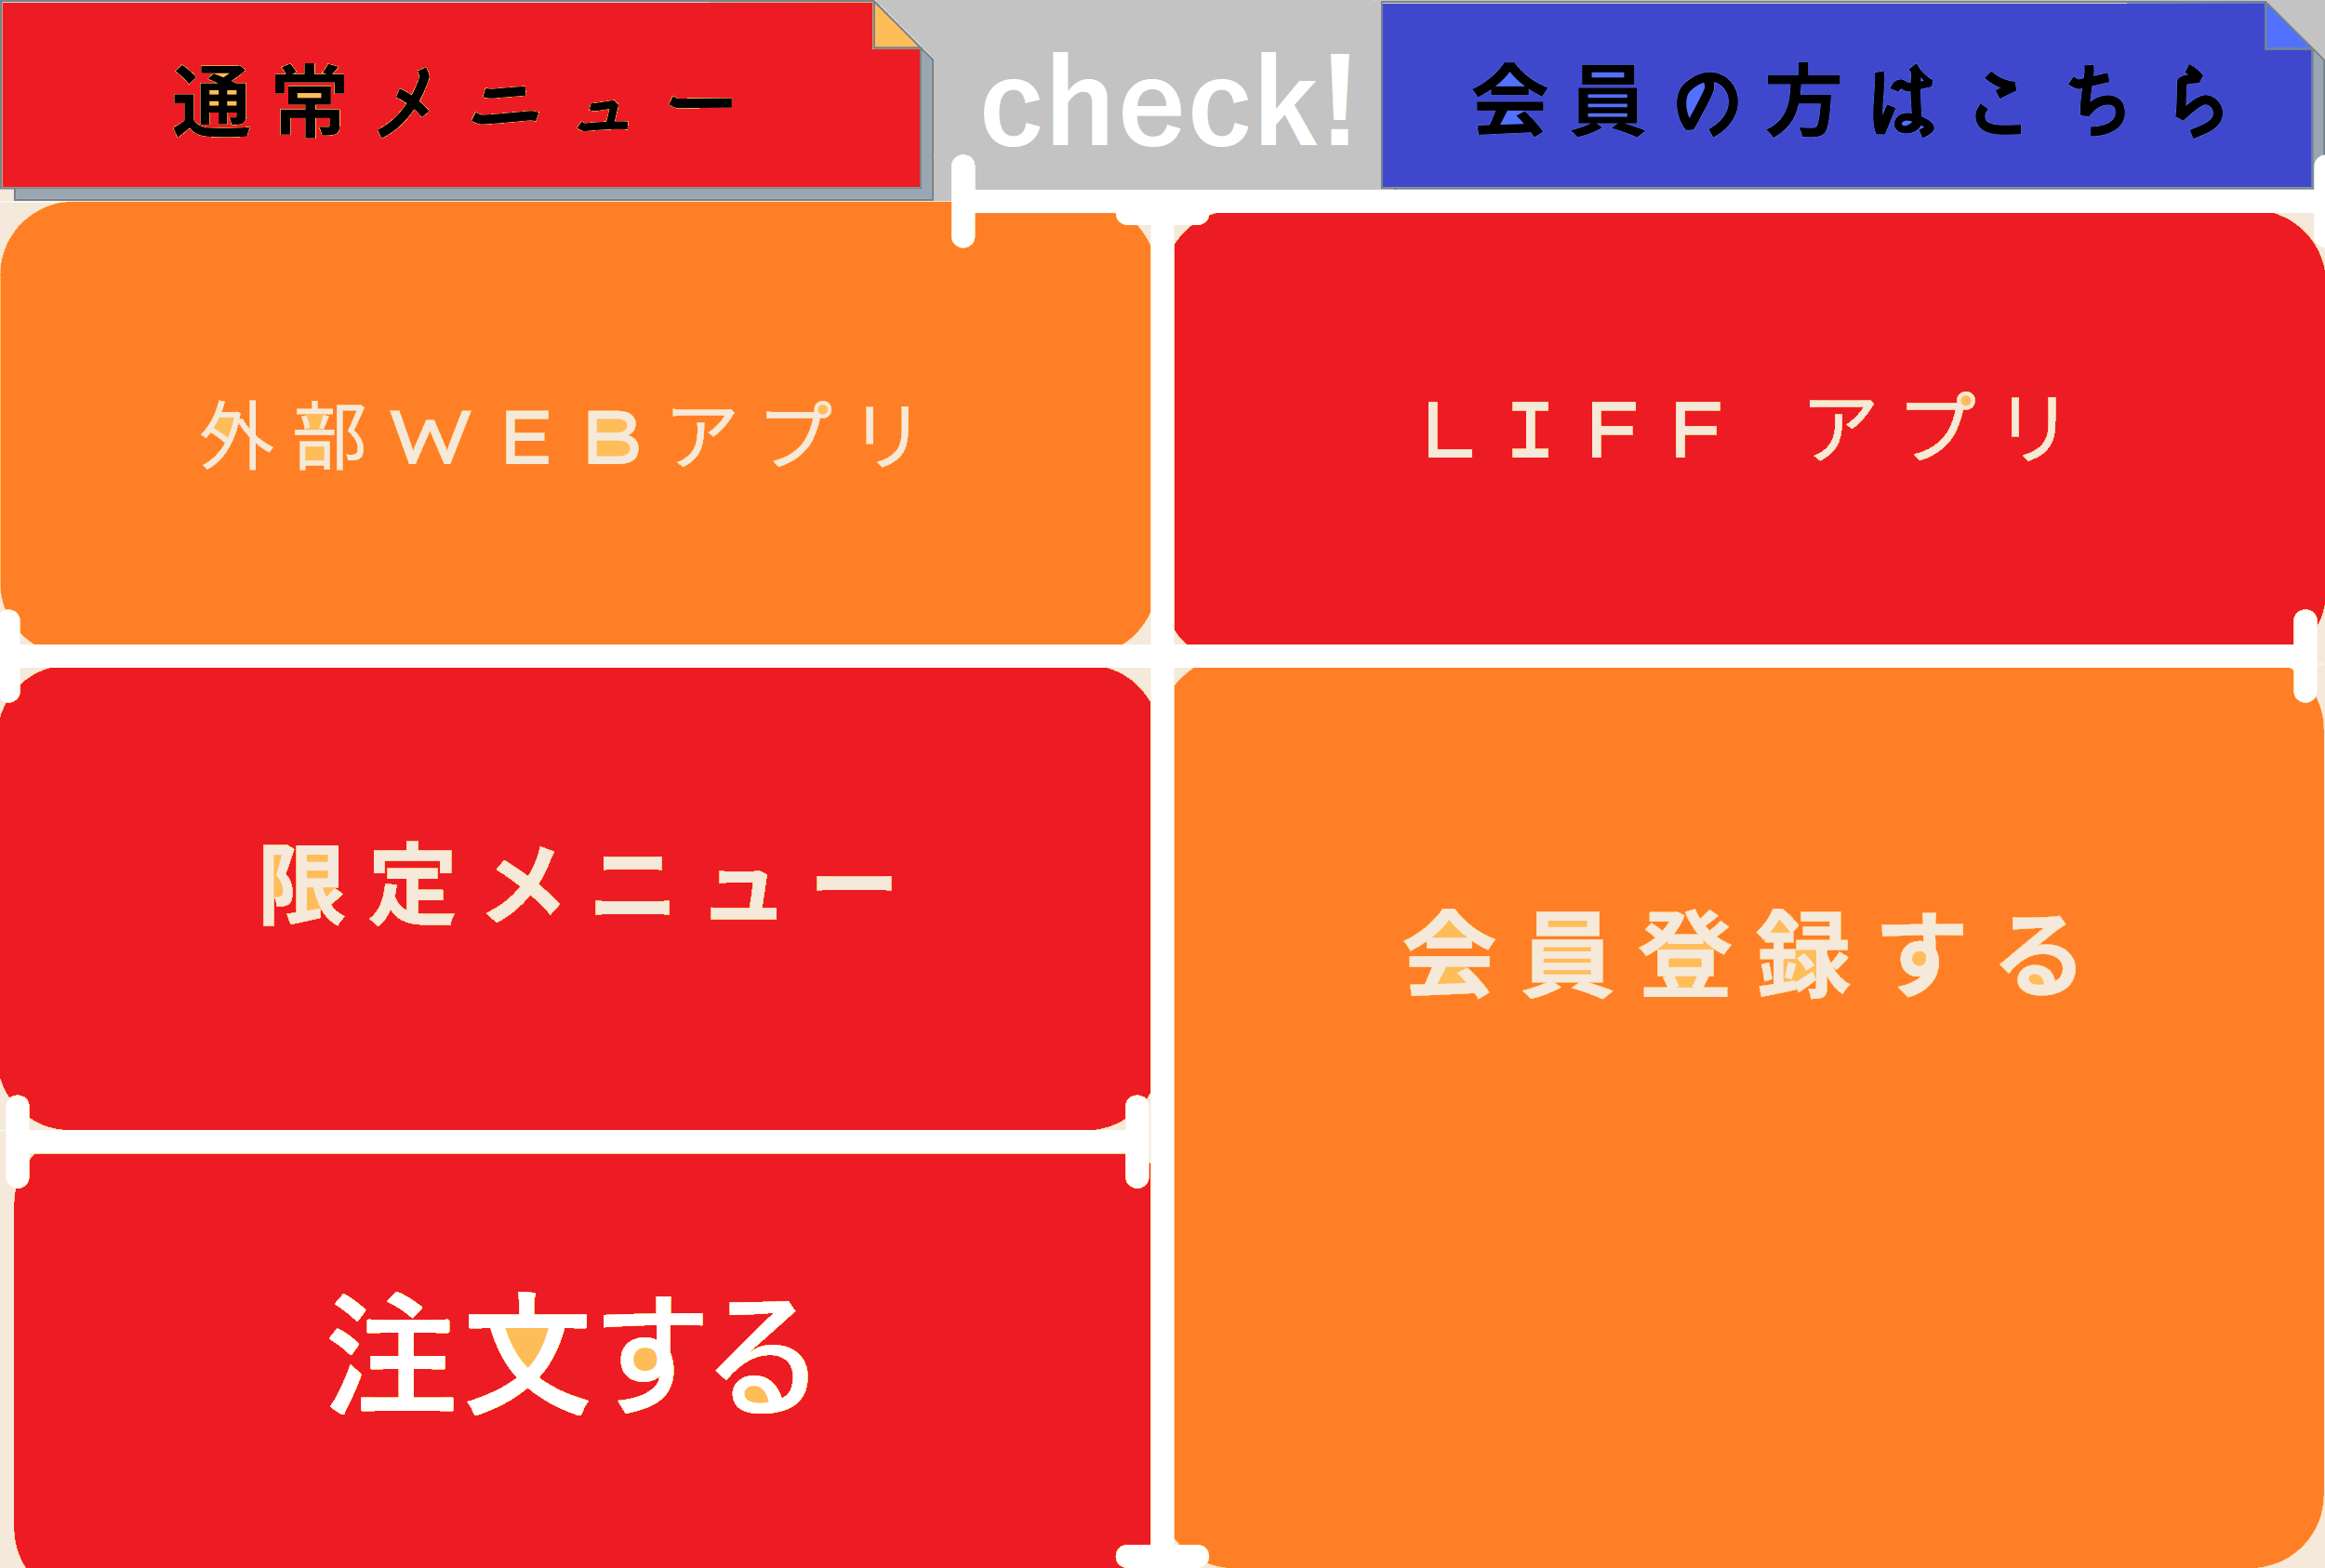 通常メニュー
check!
会員の方はこちら
外部WEBアプリ
LIFF アプリ
限定メニュー
会員登録する
注文する